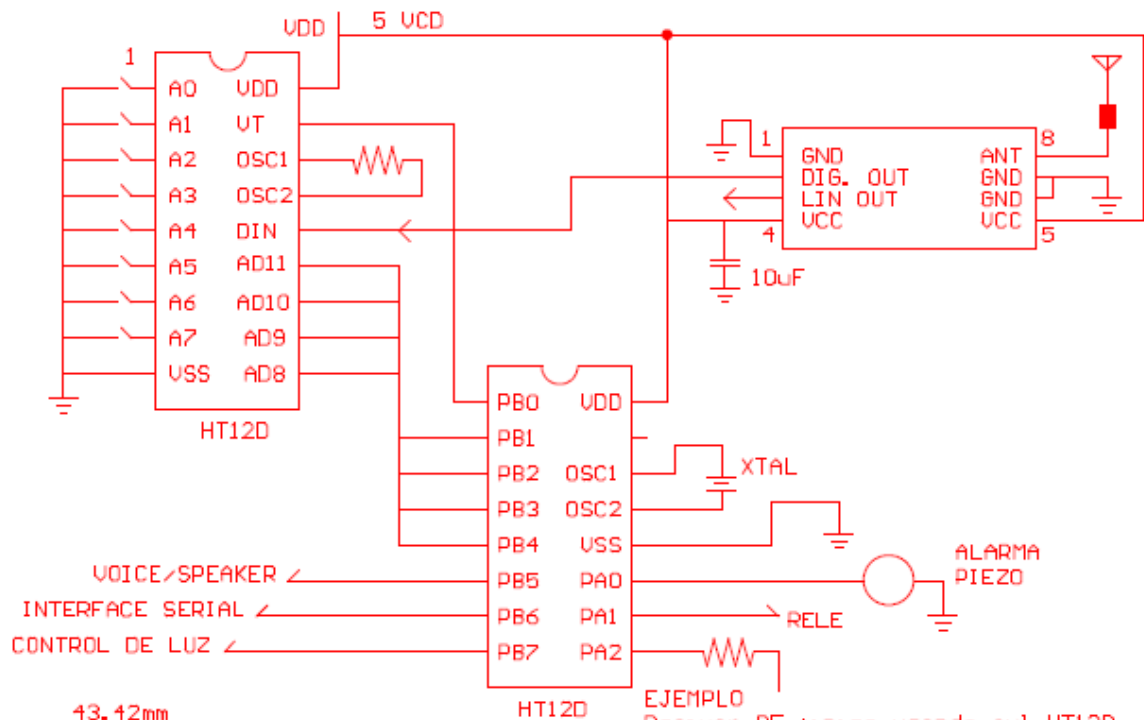 VDD 5 VCD
1
A0 VDD
A1 VT
A2 OSC1
A3 OSC2
A4 DIN
A5 AD11
A6 AD10
A7 AD9
VSS AD8
HT12D
1 8
GND ANT
DIG. OUT GND
LIN OUT GND
VCC VCC
4 5
10uF
PB0 VDD
PB1
PB2 OSC1
PB3 OSC2
PB4 VSS
PB5 PA0
PB6 PA1
PB7 PA2
XTAL
VOICE/SPEAKER
INTERFACE SERIAL
CONTROL DE LUZ
ALARMA
PIEZO
RELE
HT12D
43.42mm
EJEMPLO